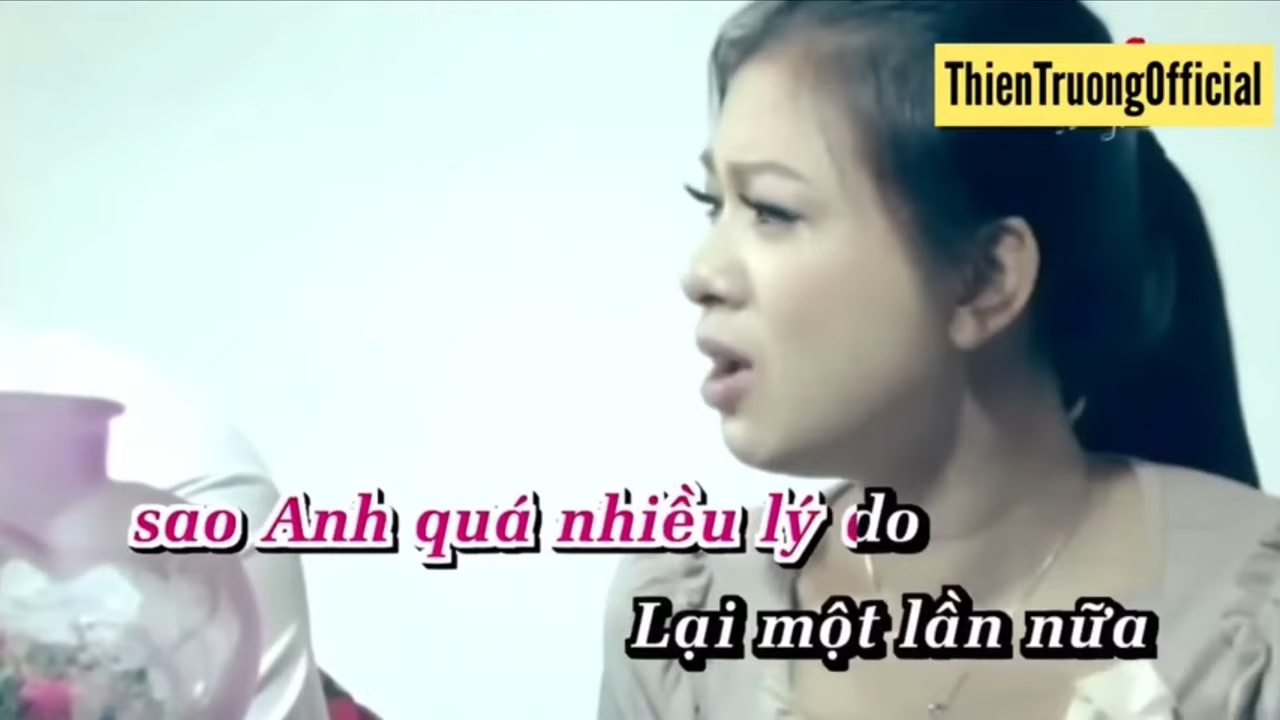 ThienTruongOfficial
sao Anh quá nhiều lý do
Lại một lần nữa